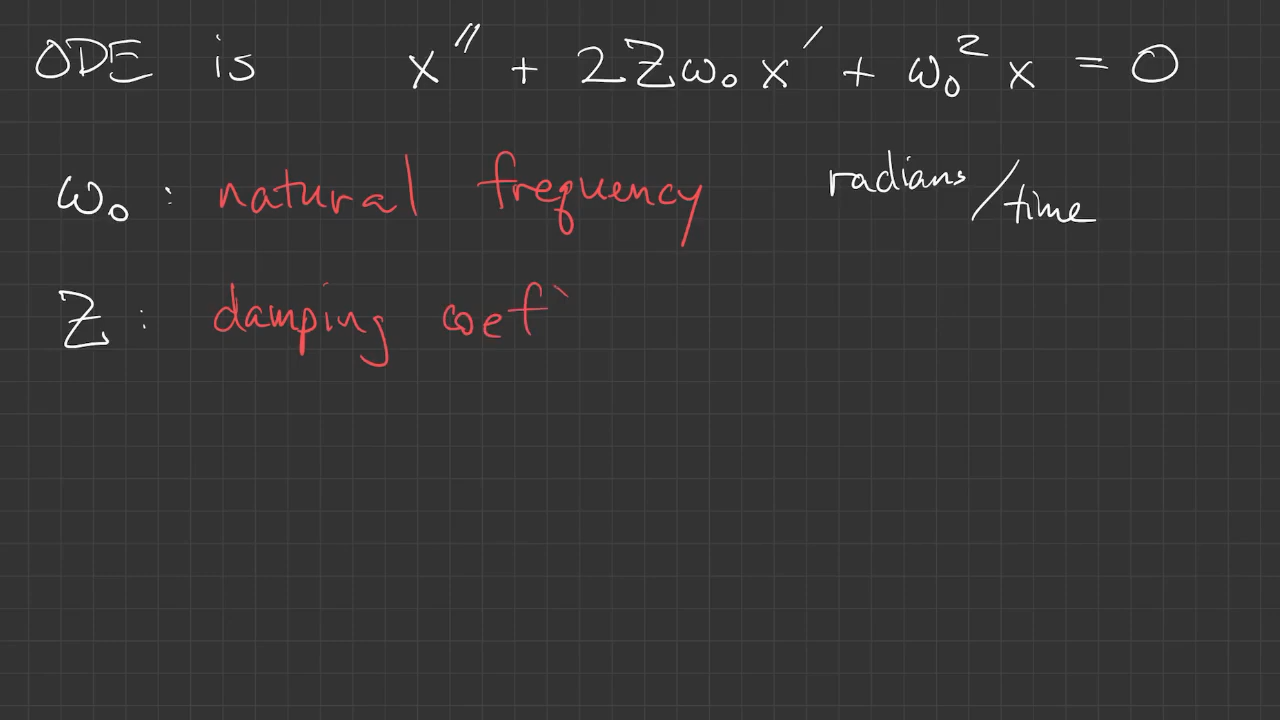 ODE is x'' + 2Zω₀x' + ω₀²x = 0
ω₀: natural frequency radians/time
Z: damping coef